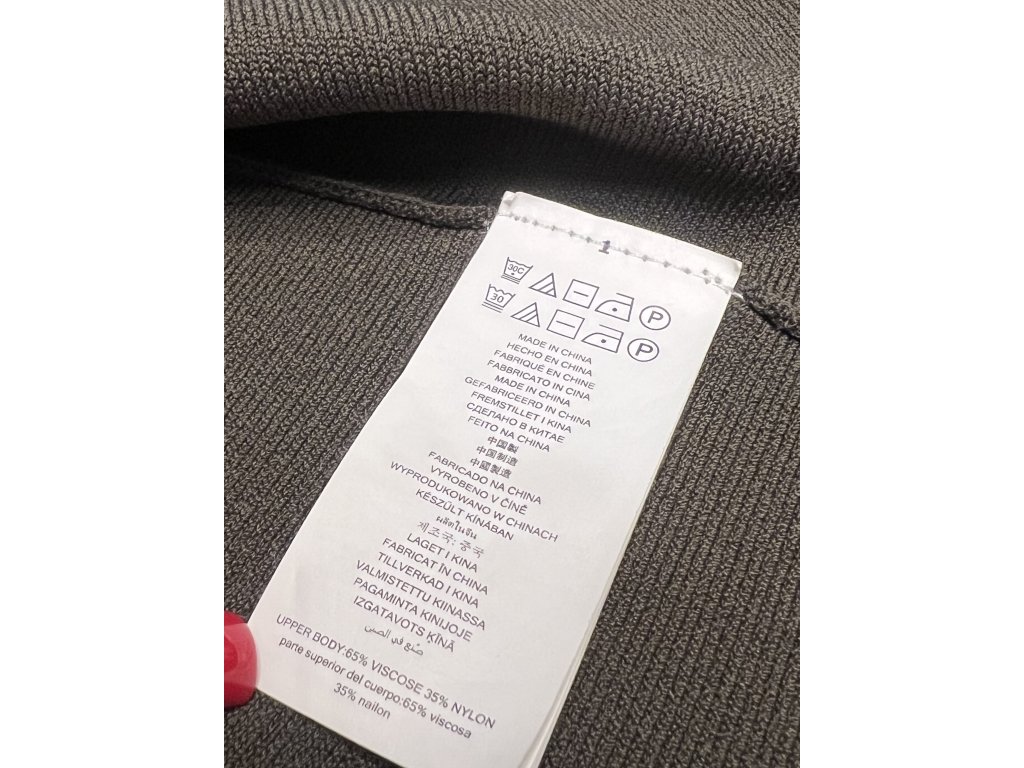 1
30C P
30 P
MADE IN CHINA
HECHO EN CHINA
FABRIQUÉ EN CHINE
FABBRICATO IN CINA
MADE IN CHINA
GEFABRICEERD IN CHINA
FREMSTILLET I KINA
СДЕЛАНО В КИТАЕ
FEITO NA CHINA
中国製
中国制造
中國製造
FABRICADO NA CHINA
VYROBENO V ČÍNĚ
WYPRODUKOWANO W CHINACH
KÉSZÜLT KÍNÁBAN
ผลิตในจีน
제조국: 중국
LAGET I KINA
FABRICAT ÎN CHINA
TILLVERKAD I KINA
VALMISTETTU KIINASSA
PAGAMINTA KINIJOJE
IZGATAVOTS ĶĪNĀ
صنع في الصين
UPPER BODY:65% VISCOSE 35% NYLON
parte superior del cuerpo:65% viscosa
35% nailon